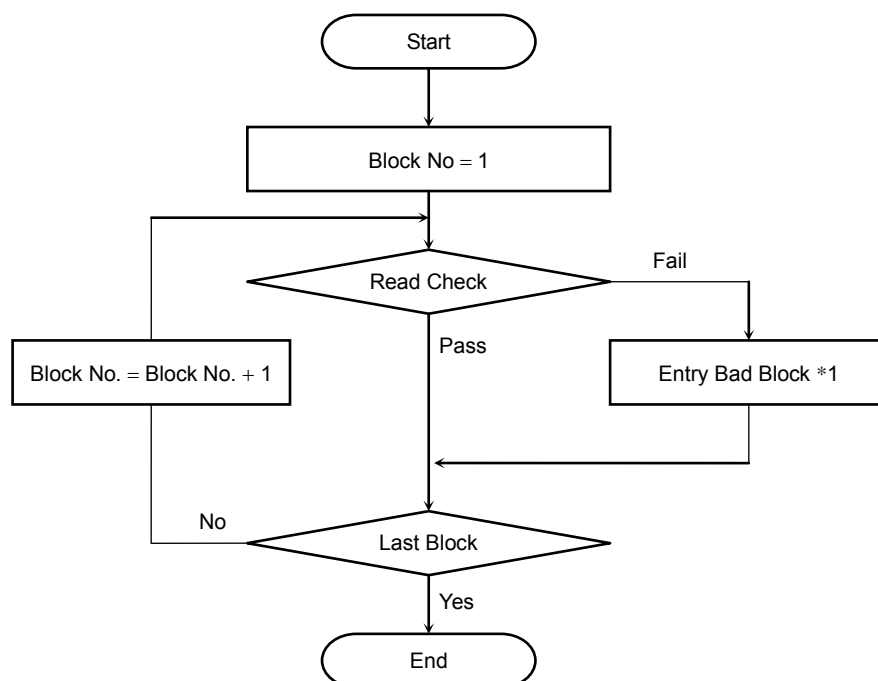 Start
Block No = 1
Read Check
Fail
Pass
Block No. = Block No. + 1
Entry Bad Block *1
No
Last Block
Yes
End